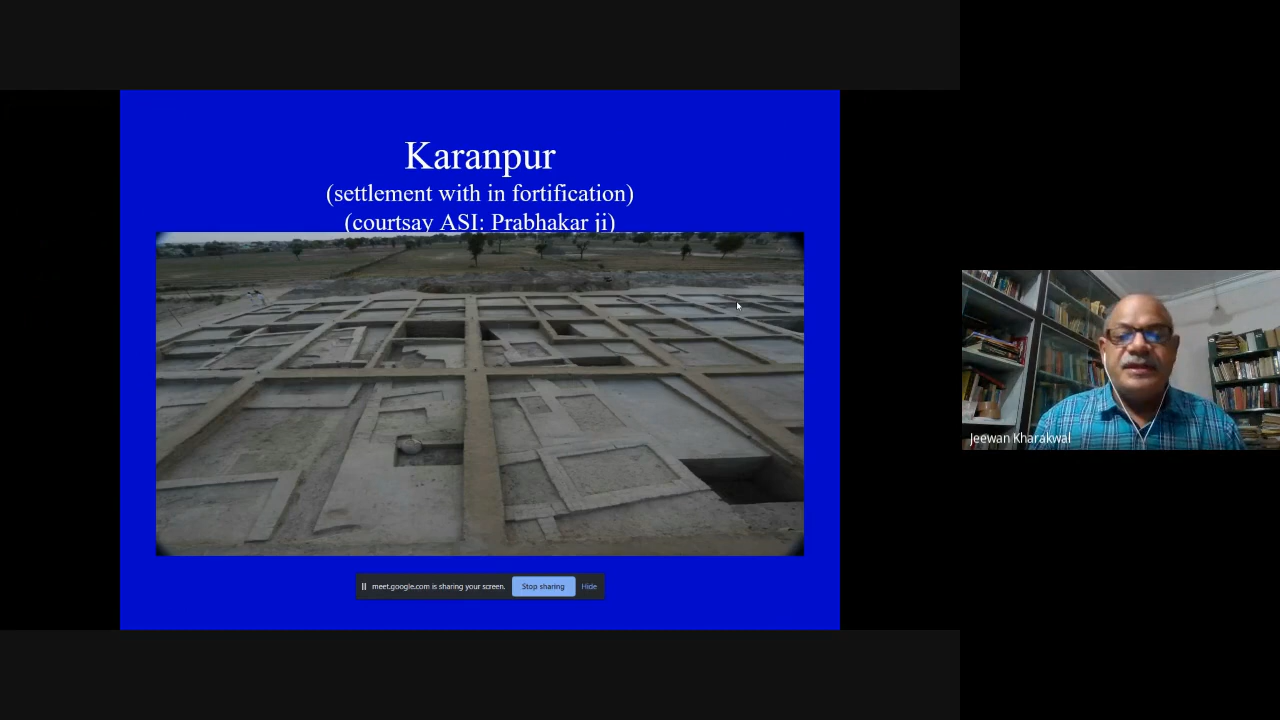 Karanpur
(settlement with in fortification)
(courtsay ASI: Prabhakar ji)
meet.google.com is sharing your screen. Stop sharing Hide
Jeewan Kharakwal